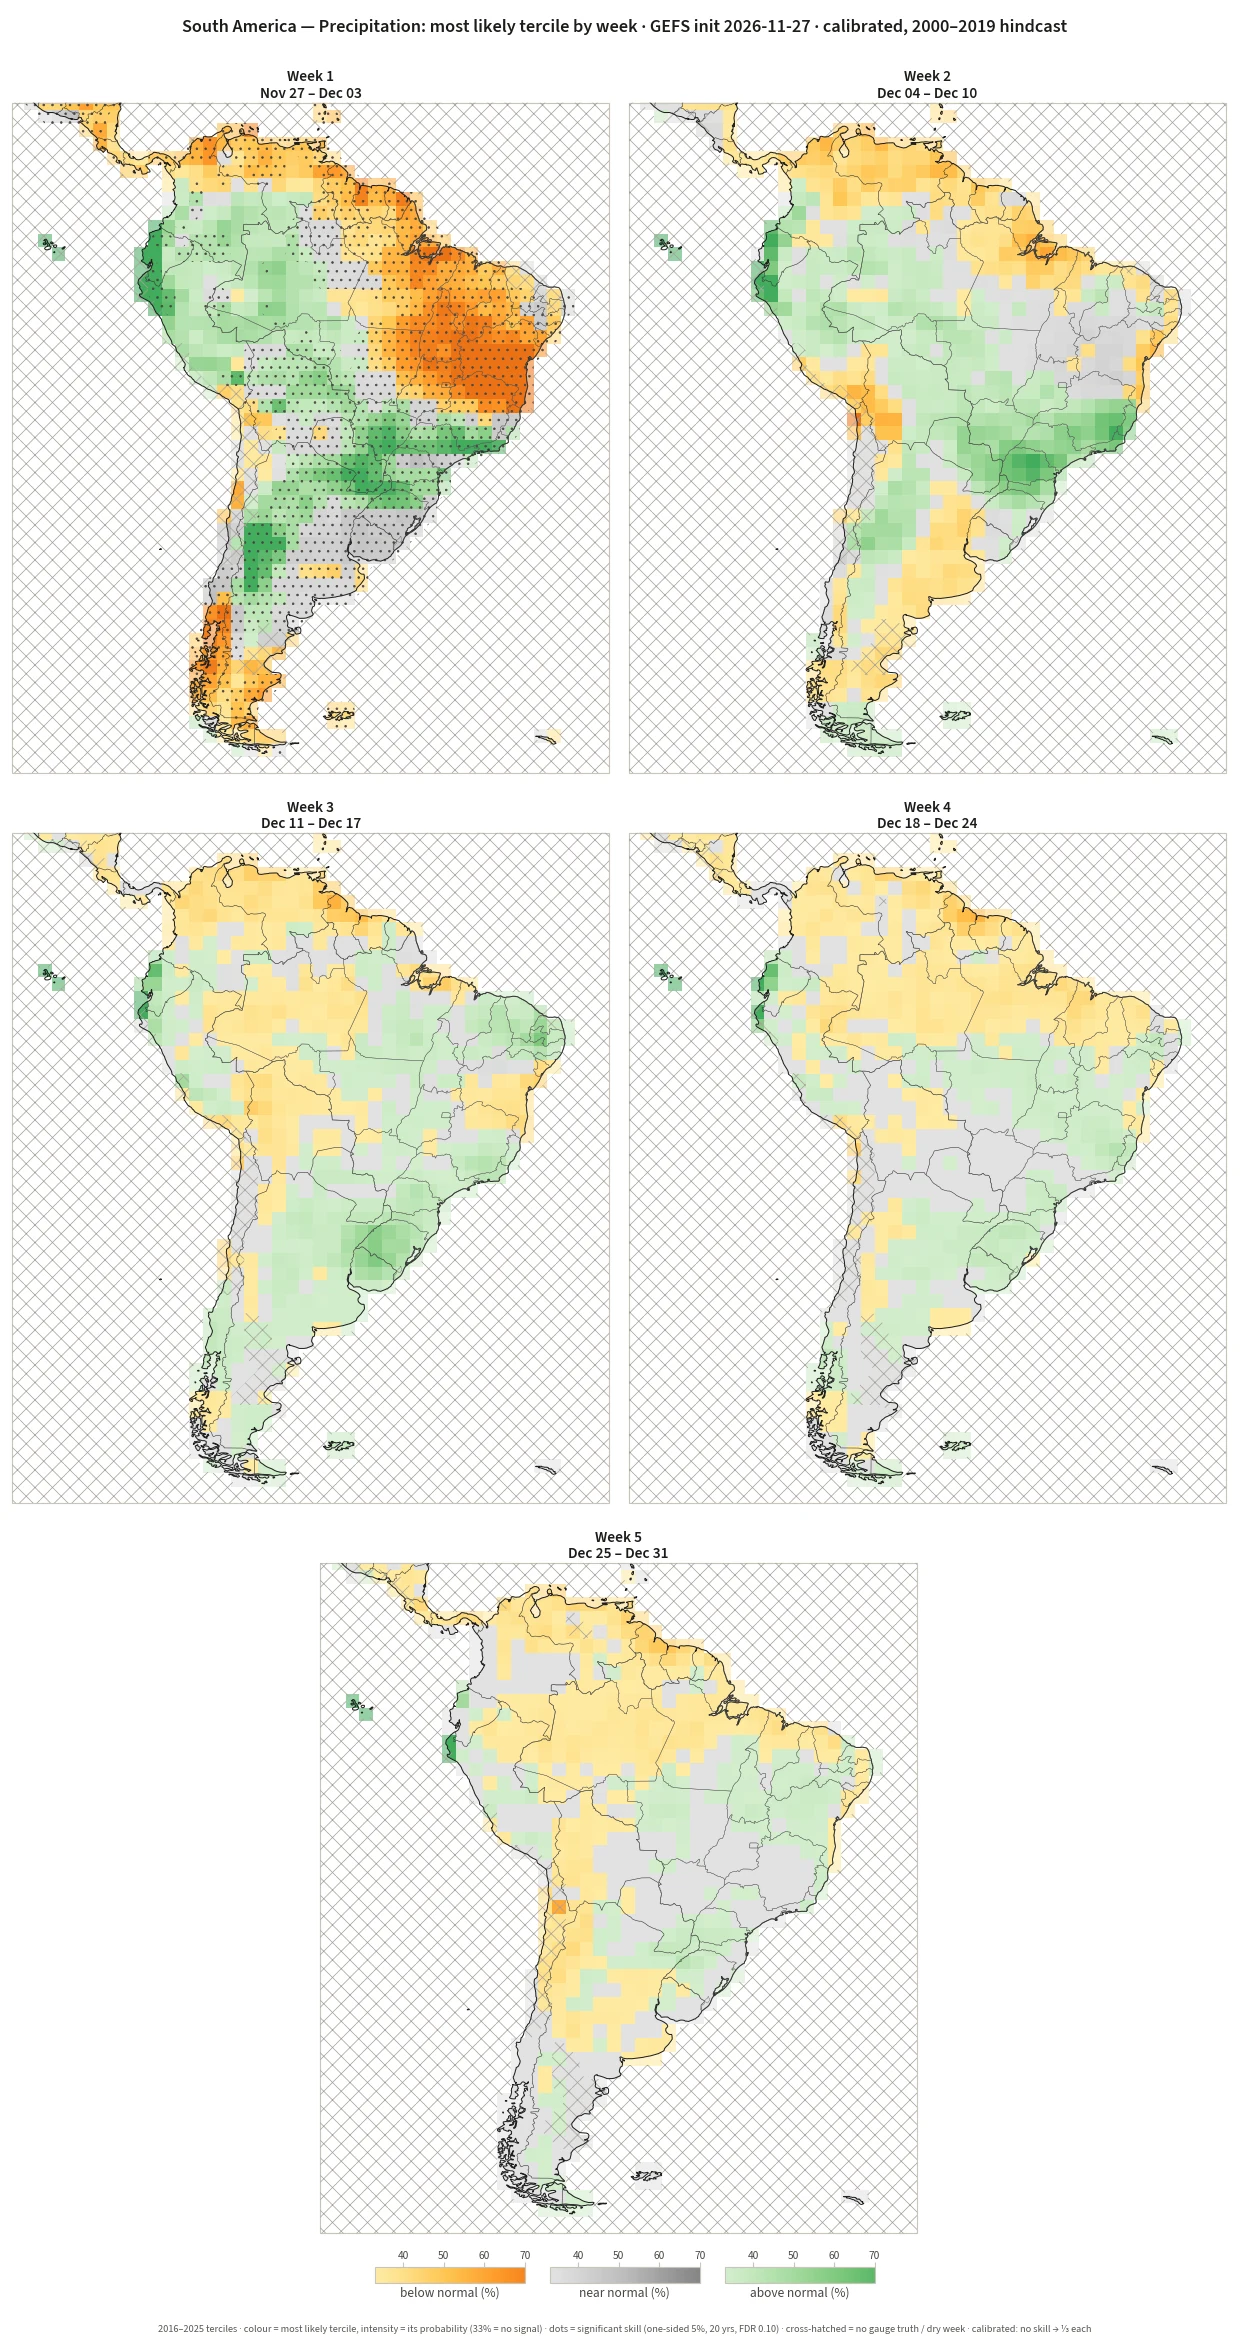 South America — Precipitation: most likely tercile by week · GEFS init 2026-11-27 · calibrated, 2000–2019 hindcast
Week 1
Nov 27 – Dec 03
Week 2
Dec 04 – Dec 10
Week 3
Dec 11 – Dec 17
Week 4
Dec 18 – Dec 24
Week 5
Dec 25 – Dec 31
40 50 60 70
below normal (%)
40 50 60 70
near normal (%)
40 50 60 70
above normal (%)
2016–2025 terciles · colour = most likely tercile, intensity = its probability (33% = no signal) · dots = significant skill (one-sided 5%, 20 yrs, FDR 0.10) · cross-hatched = no gauge truth / dry week · calibrated: no skill → ⅓ each